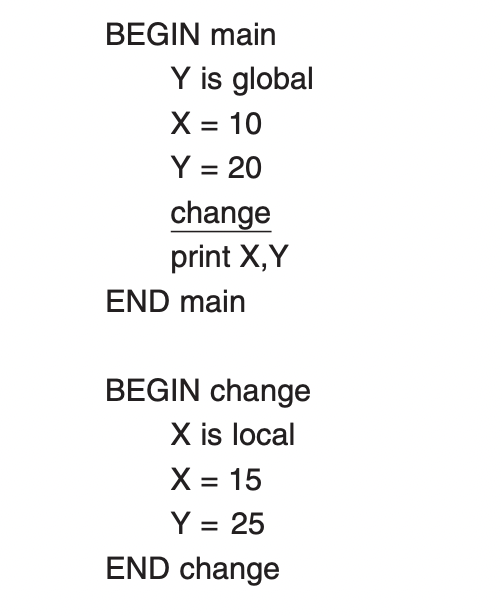 BEGIN main
Y is global
X = 10
Y = 20
change
print X,Y
END main
BEGIN change
X is local
X = 15
Y = 25
END change